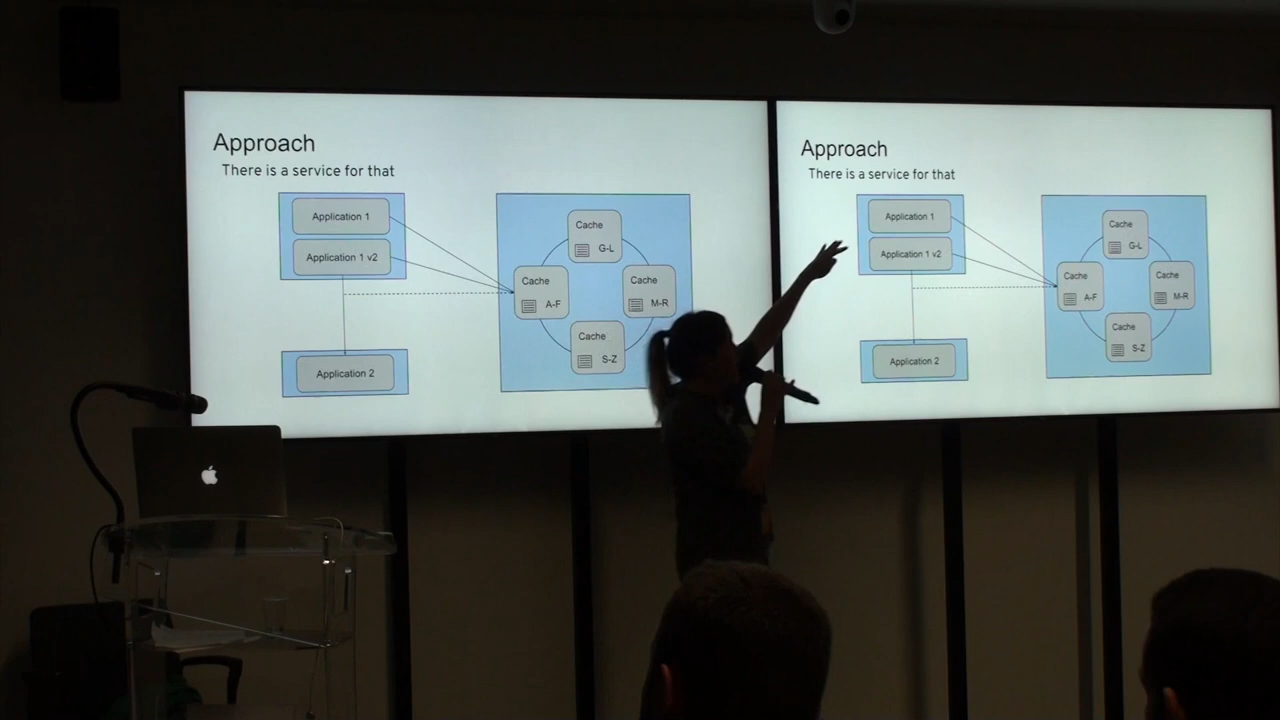 Approach
There is a service for that
Application 1
Application 1 v2
Application 2
Cache
G-L
Cache
A-F
Cache
M-R
Cache
S-Z
Approach
There is a service for that
Application 1
Application 1 v2
Application 2
Cache
G-L
Cache
A-F
Cache
M-R
Cache
S-Z